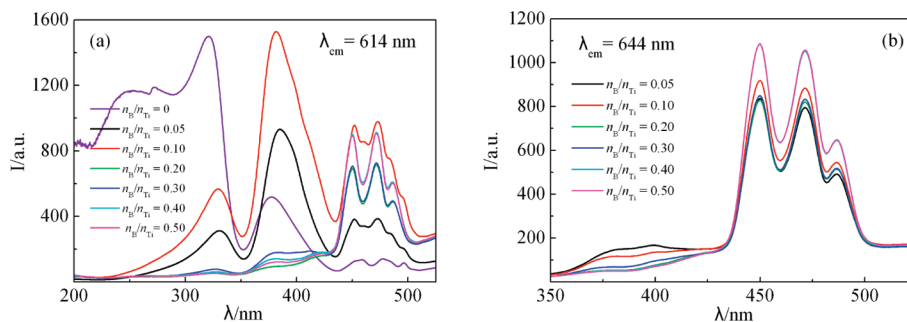 (a)
λcm= 614 nm
I/a.u.
1600
1200
800
400
nB/nTi = 0
nB/nTi = 0.05
nB/nTi = 0.10
nB/nTi = 0.20
nB/nTi = 0.30
nB/nTi = 0.40
nB/nTi = 0.50
200
300
400
500
λ/nm
(b)
λem = 644 nm
I/a.u.
1200
1000
800
600
400
200
0
nB/nTi = 0.05
nB/nTi = 0.10
nB/nTi = 0.20
nB/nTi = 0.30
nB/nTi = 0.40
nB/nTi = 0.50
350
400
450
500
λ/nm